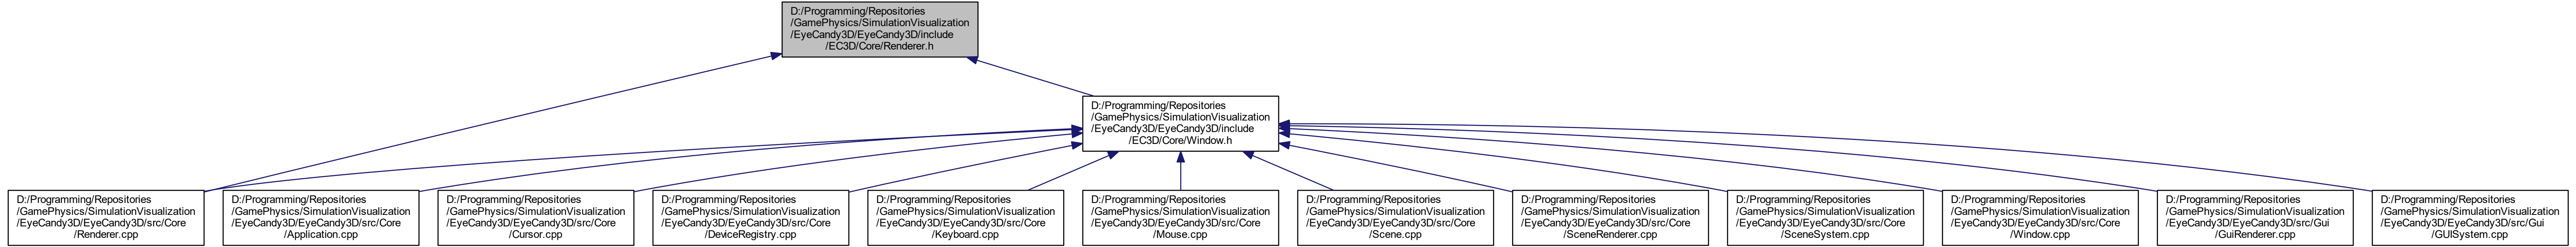 D:/Programming/Repositories
/GamePhysics/SimulationVisualization
/EyeCandy3D/EyeCandy3D/include
/EC3D/Core/Renderer.h
D:/Programming/Repositories
/GamePhysics/SimulationVisualization
/EyeCandy3D/EyeCandy3D/include
/EC3D/Core/Window.h
D:/Programming/Repositories
/GamePhysics/SimulationVisualization
/EyeCandy3D/EyeCandy3D/src/Core
/Renderer.cpp
D:/Programming/Repositories
/GamePhysics/SimulationVisualization
/EyeCandy3D/EyeCandy3D/src/Core
/Application.cpp
D:/Programming/Repositories
/GamePhysics/SimulationVisualization
/EyeCandy3D/EyeCandy3D/src/Core
/Cursor.cpp
D:/Programming/Repositories
/GamePhysics/SimulationVisualization
/EyeCandy3D/EyeCandy3D/src/Core
/DeviceRegistry.cpp
D:/Programming/Repositories
/GamePhysics/SimulationVisualization
/EyeCandy3D/EyeCandy3D/src/Core
/Keyboard.cpp
D:/Programming/Repositories
/GamePhysics/SimulationVisualization
/EyeCandy3D/EyeCandy3D/src/Core
/Mouse.cpp
D:/Programming/Repositories
/GamePhysics/SimulationVisualization
/EyeCandy3D/EyeCandy3D/src/Core
/Scene.cpp
D:/Programming/Repositories
/GamePhysics/SimulationVisualization
/EyeCandy3D/EyeCandy3D/src/Core
/SceneRenderer.cpp
D:/Programming/Repositories
/GamePhysics/SimulationVisualization
/EyeCandy3D/EyeCandy3D/src/Core
/SceneSystem.cpp
D:/Programming/Repositories
/GamePhysics/SimulationVisualization
/EyeCandy3D/EyeCandy3D/src/Core
/Window.cpp
D:/Programming/Repositories
/GamePhysics/SimulationVisualization
/EyeCandy3D/EyeCandy3D/src/Gui
/GuiRenderer.cpp
D:/Programming/Repositories
/GamePhysics/SimulationVisualization
/EyeCandy3D/EyeCandy3D/src/Gui
/GUISystem.cpp